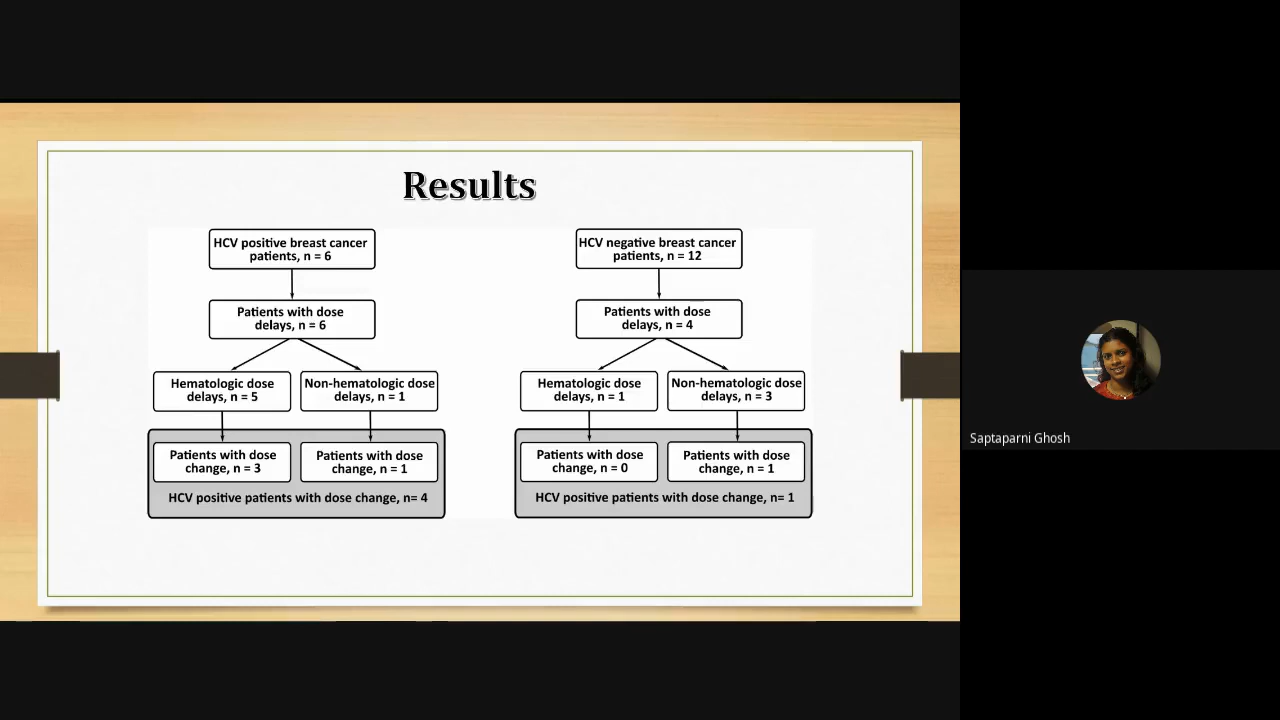 Results
HCV positive breast cancer
patients, n = 6
Patients with dose
delays, n = 6
Hematologic dose
delays, n = 5
Non-hematologic dose
delays, n = 1
Patients with dose
change, n = 3
Patients with dose
change, n = 1
HCV positive patients with dose change, n= 4
HCV negative breast cancer
patients, n = 12
Patients with dose
delays, n = 4
Hematologic dose
delays, n = 1
Non-hematologic dose
delays, n = 3
Patients with dose
change, n = 0
Patients with dose
change, n = 1
HCV positive patients with dose change, n= 1
Saptaparni Ghosh